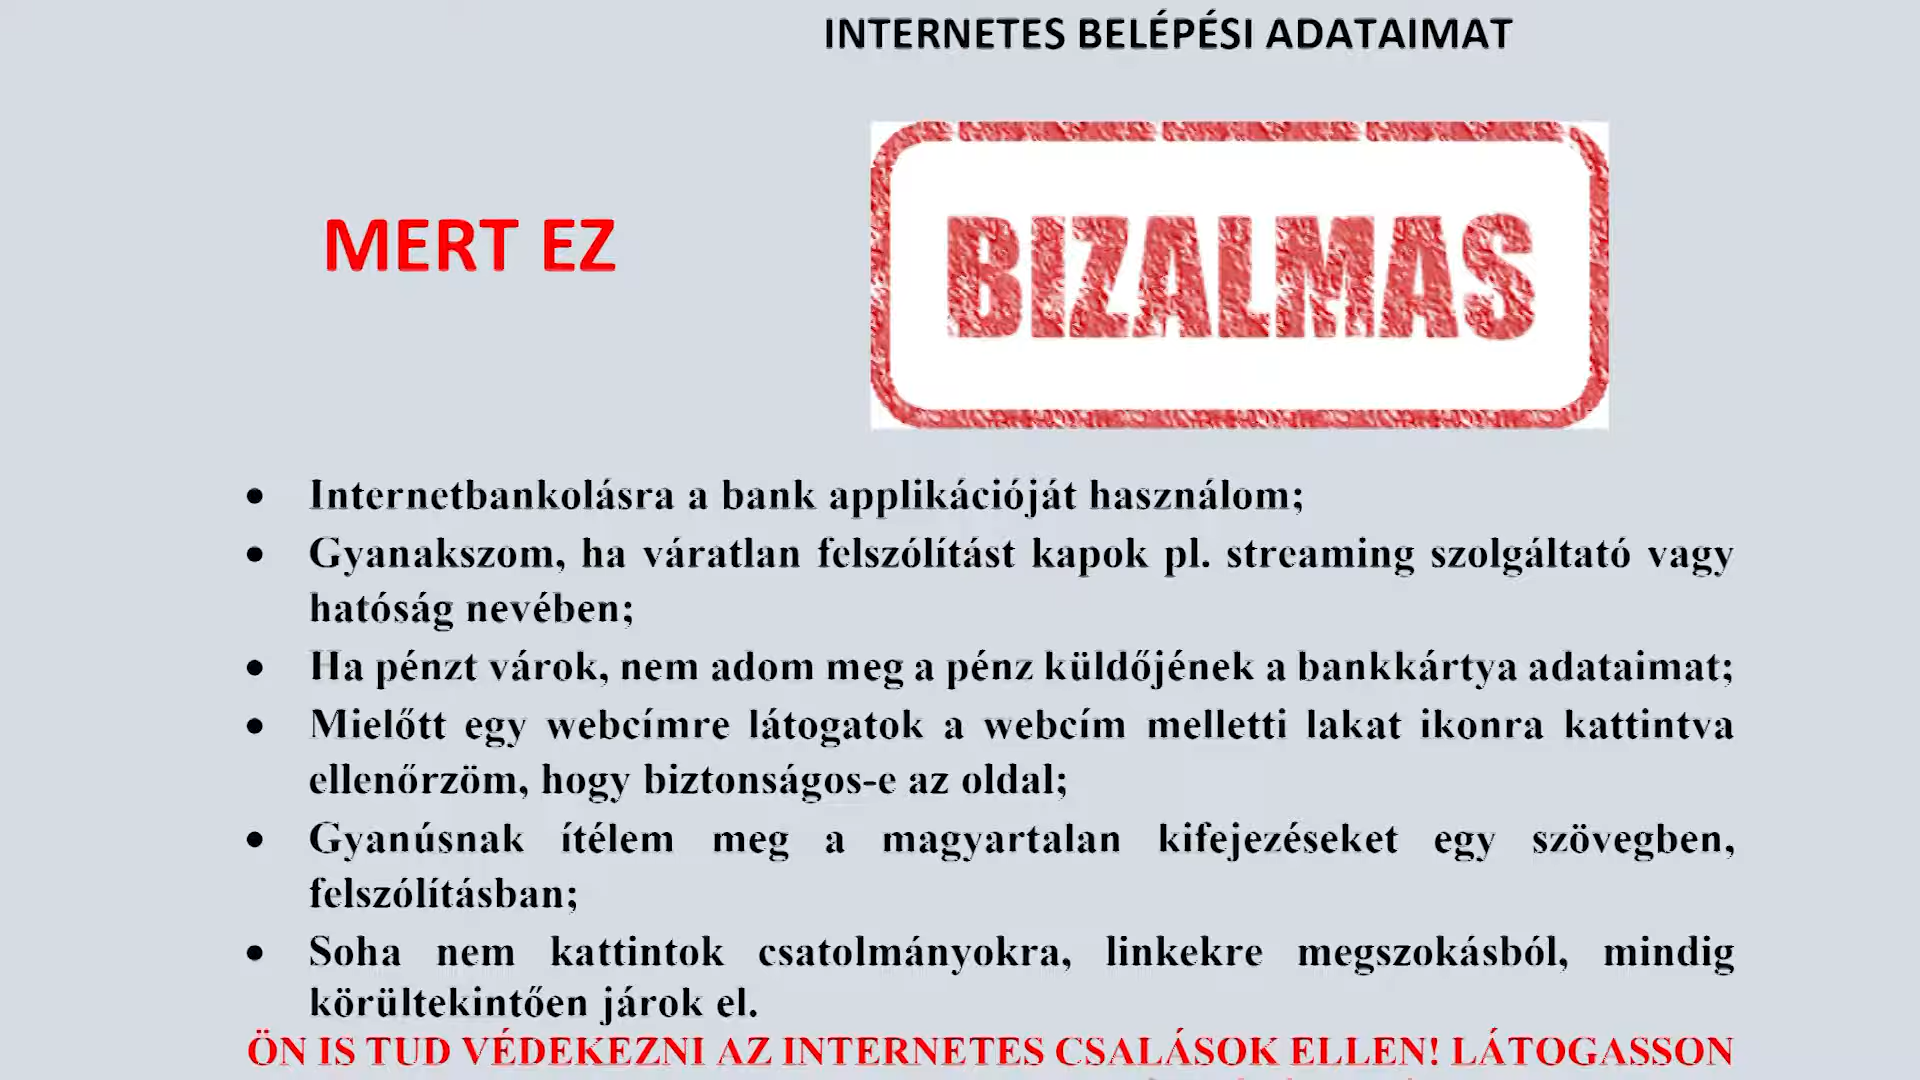 INTERNETES BELÉPÉSI ADATAIMAT
MERT EZ
BIZALMAS
• Internetbankolásra a bank applikációját használom;
• Gyanakszom, ha váratlan felszólítást kapok pl. streaming szolgáltató vagy
hatóság nevében;
• Ha pénzt várok, nem adom meg a pénz küldőjének a bankkártya adataimat;
• Mielőtt egy webcímre látogatok a webcím melletti lakat ikonra kattintva
ellenőrzöm, hogy biztonságos-e az oldal;
• Gyanúsnak ítélem meg a magyartalan kifejezéseket egy szövegben,
felszólításban;
• Soha nem kattintok csatolmányokra, linkekre megszokásból, mindig
körültekintően járok el.
ÖN IS TUD VÉDEKEZNI AZ INTERNETES CSALÁSOK ELLEN! LÁTOGASSON